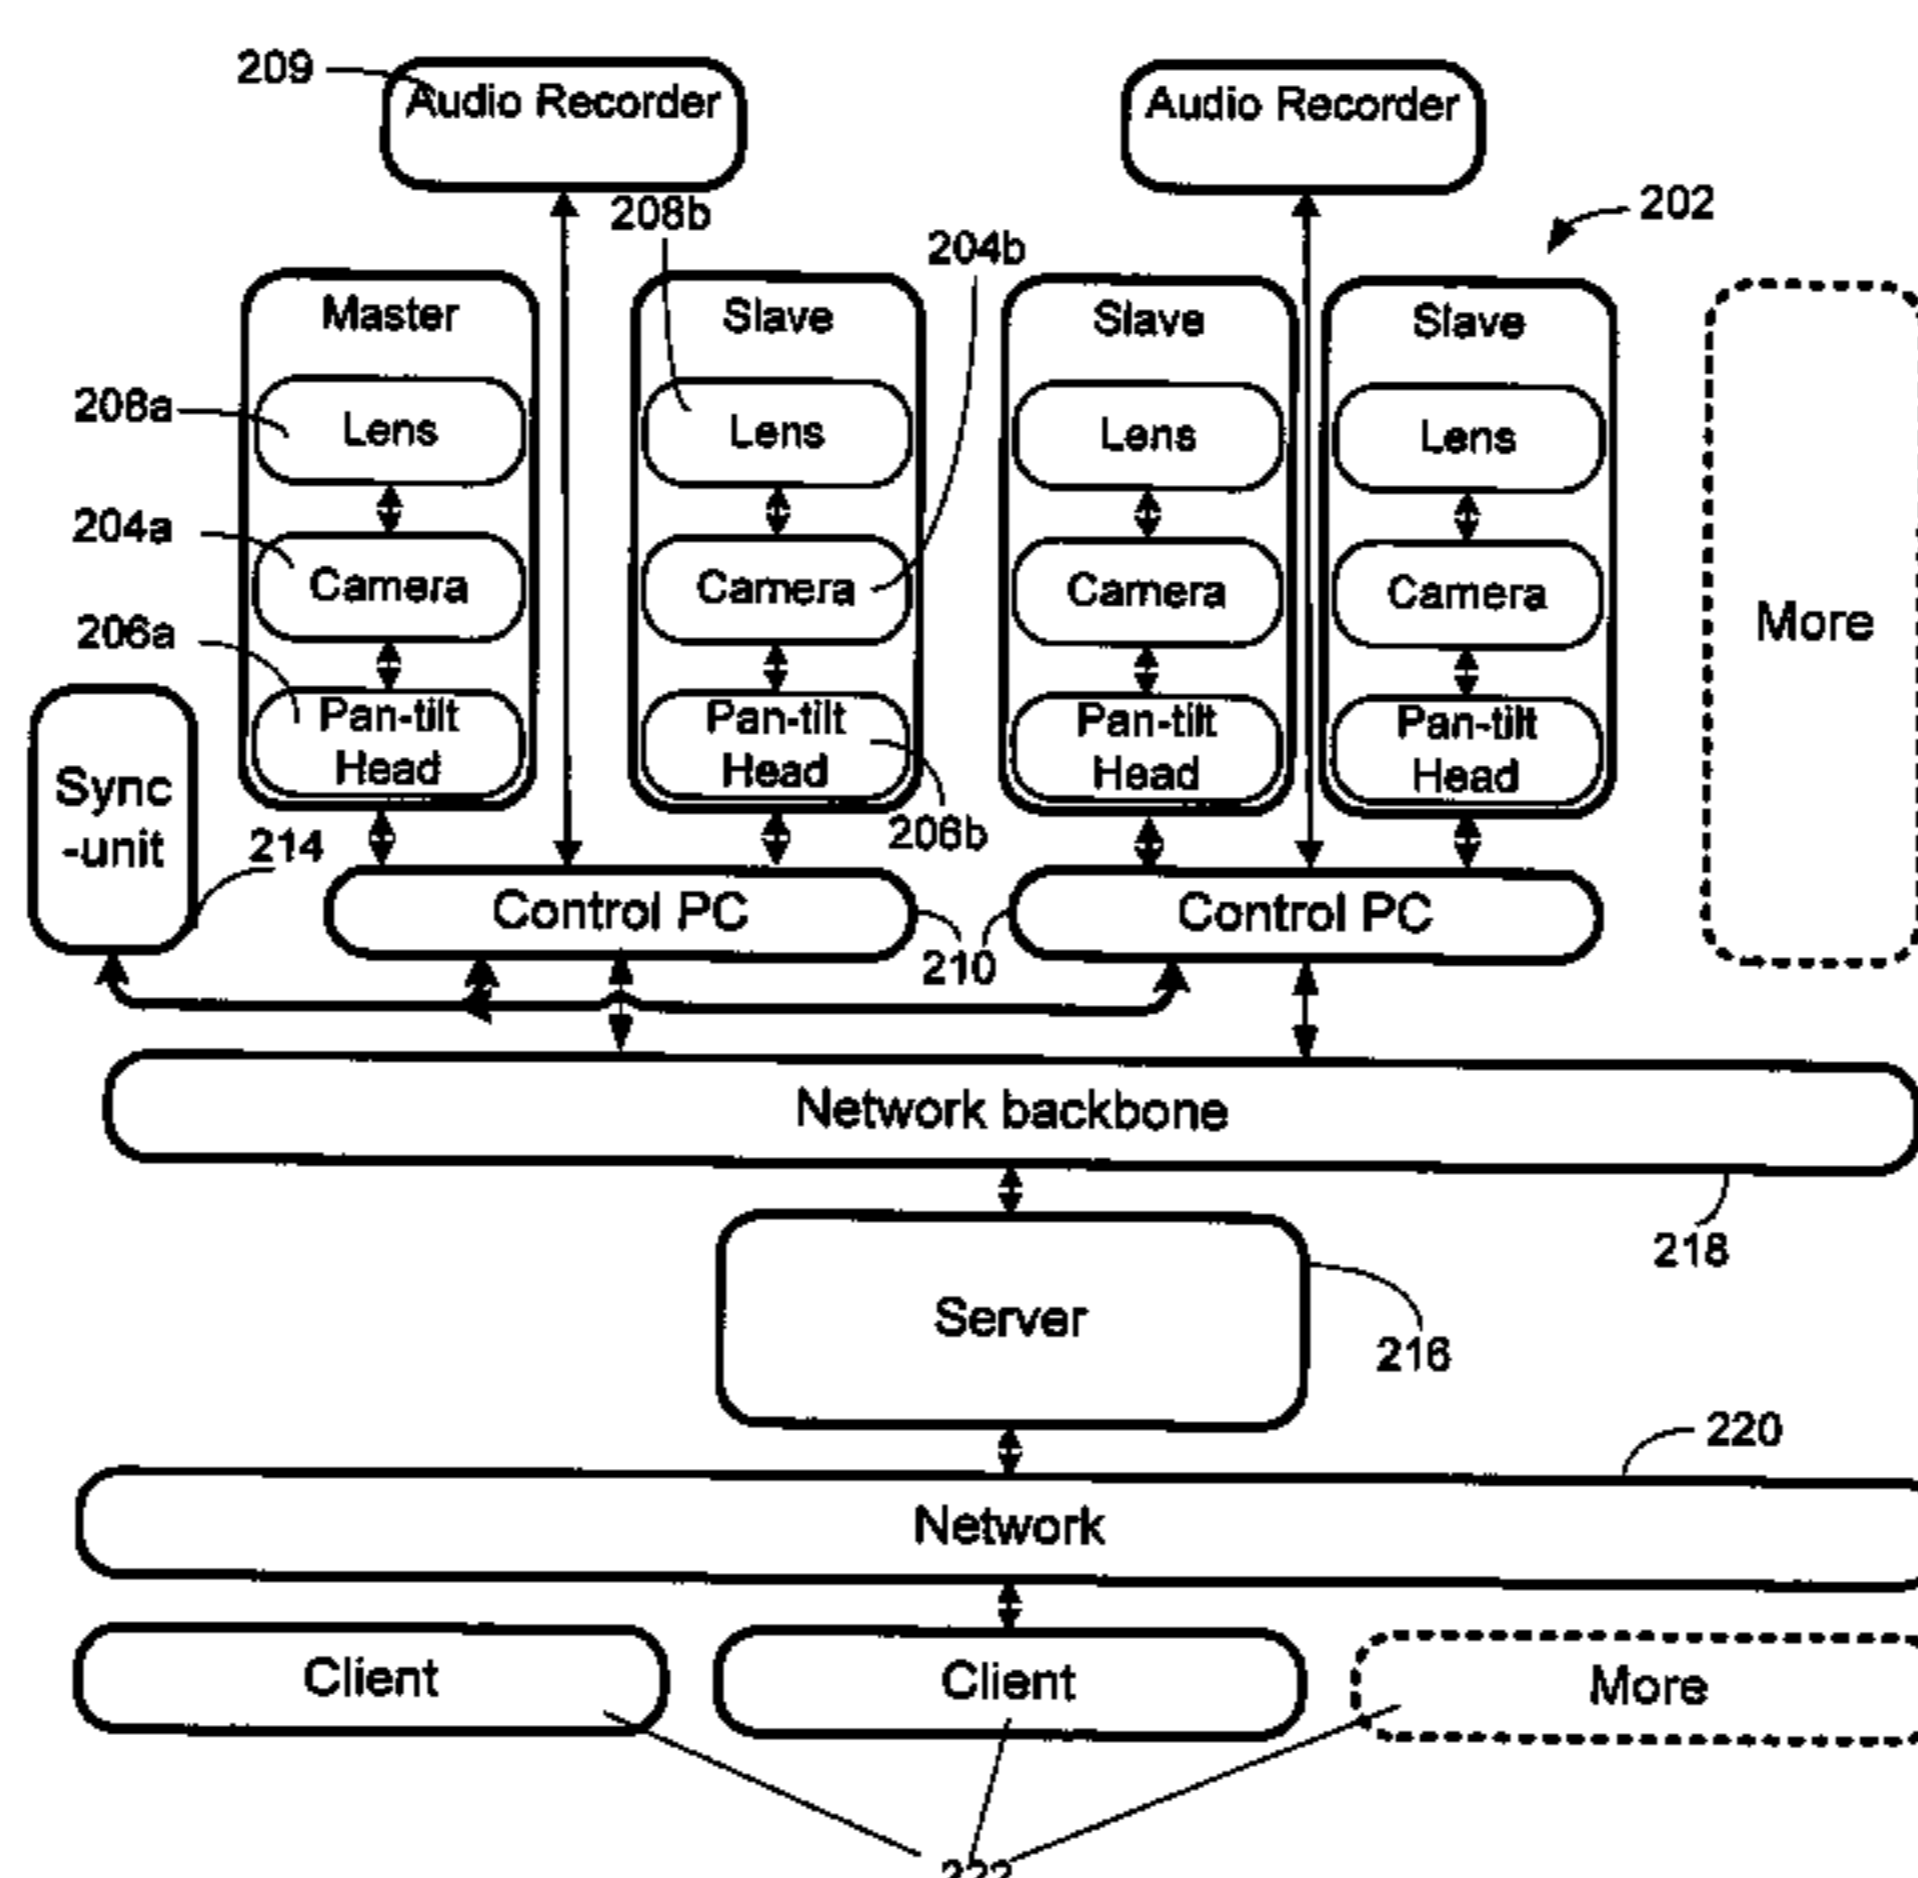 209
Audio Recorder
Audio Recorder
208b
204b
202
Master
Slave
Slave
Slave
208a
Lens
Lens
Lens
Lens
204a
Camera
Camera
Camera
Camera
206a
Pan-tilt
Head
Pan-tilt
Head
Pan-tilt
Head
Pan-tilt
Head
More
Sync
-unit
214
206b
Control PC
210
Control PC
Network backbone
218
Server
216
220
Network
Client
Client
More
222